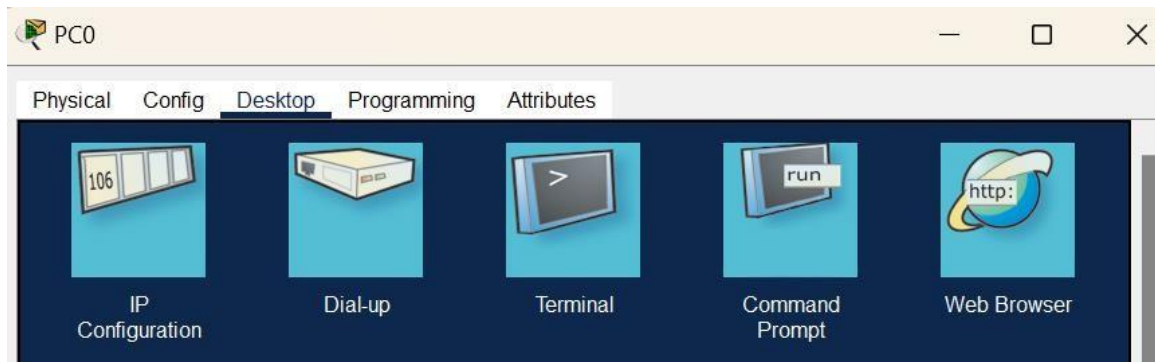 PC0
Physical Config Desktop Programming Attributes
106
>
run
http:
IP Configuration
Dial-up
Terminal
Command Prompt
Web Browser